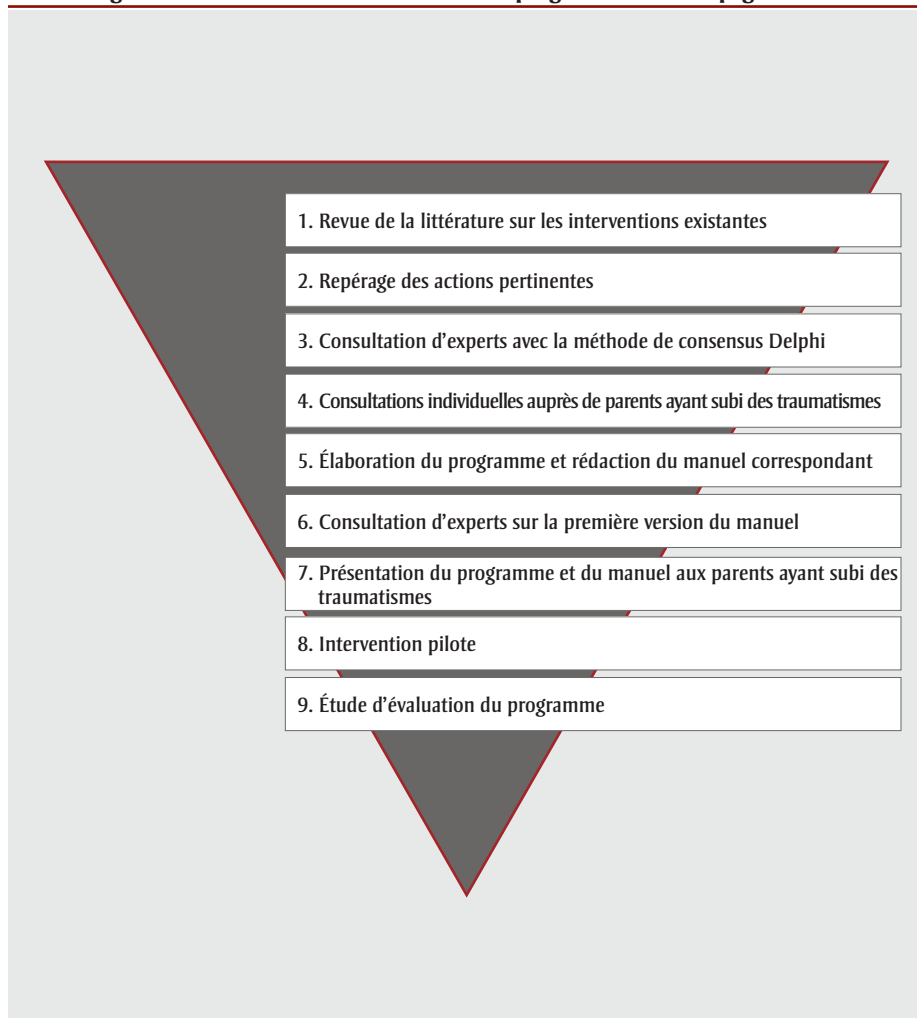 1. Revue de la littérature sur les interventions existantes
2. Repérage des actions pertinentes
3. Consultation d’experts avec la méthode de consensus Delphi
4. Consultations individuelles auprès de parents ayant subi des traumatismes
5. Élaboration du programme et rédaction du manuel correspondant
6. Consultation d’experts sur la première version du manuel
7. Présentation du programme et du manuel aux parents ayant subi des
traumatismes
8. Intervention pilote
9. Étude d’évaluation du programme